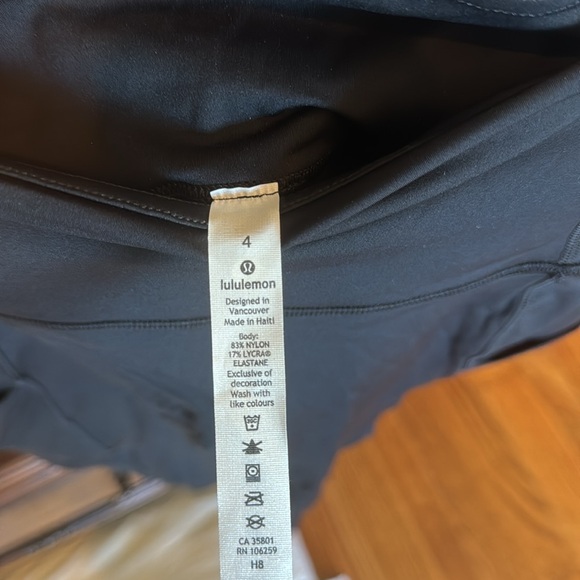 4
lululemon
Designed in
Vancouver
Made in Haiti
Body:
83% NYLON
17% LYCRA®
ELASTANE
Exclusive of
decoration
Wash with
like colours
CA 35801
RN 106259
H8